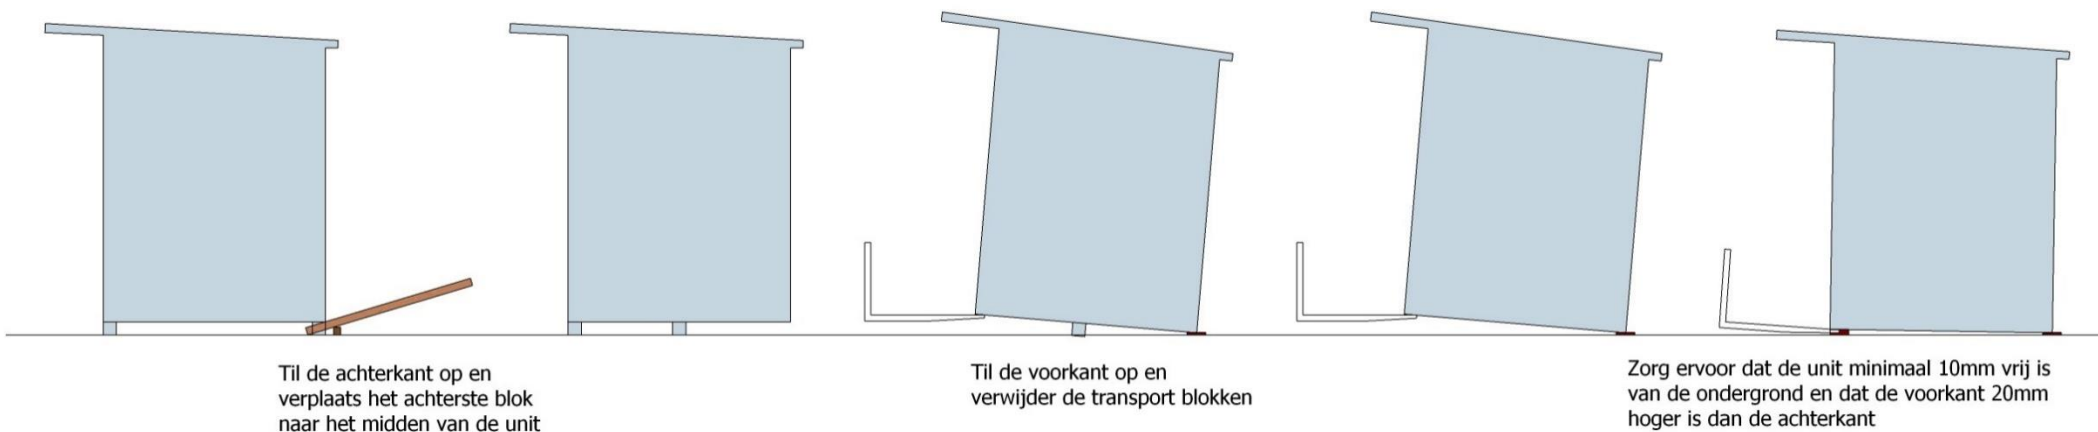 Til de achterkant op en
verplaats het achterste blok
naar het midden van de unit
Til de voorkant op en
verwijder de transport blokken
Zorg ervoor dat de unit minimaal 10mm vrij is
van de ondergrond en dat de voorkant 20mm
hoger is dan de achterkant